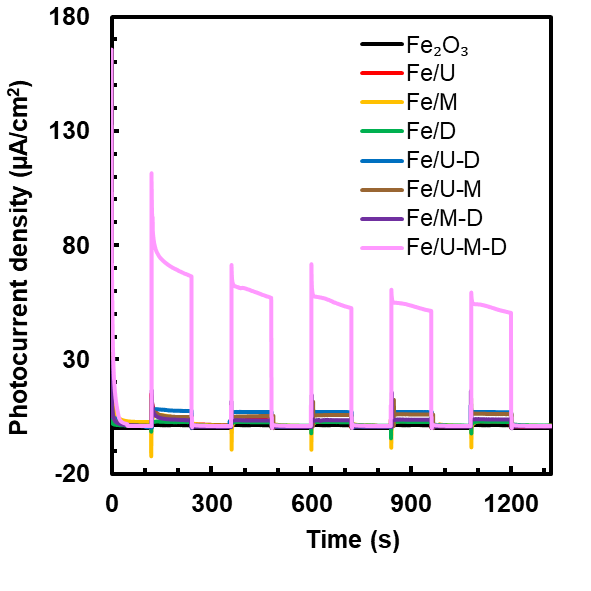 Photocurrent density (µA/cm²)
180
130
80
30
-20
Fe₂O₃
Fe/U
Fe/M
Fe/D
Fe/U-D
Fe/U-M
Fe/M-D
Fe/U-M-D
0 300 600 900 1200
Time (s)